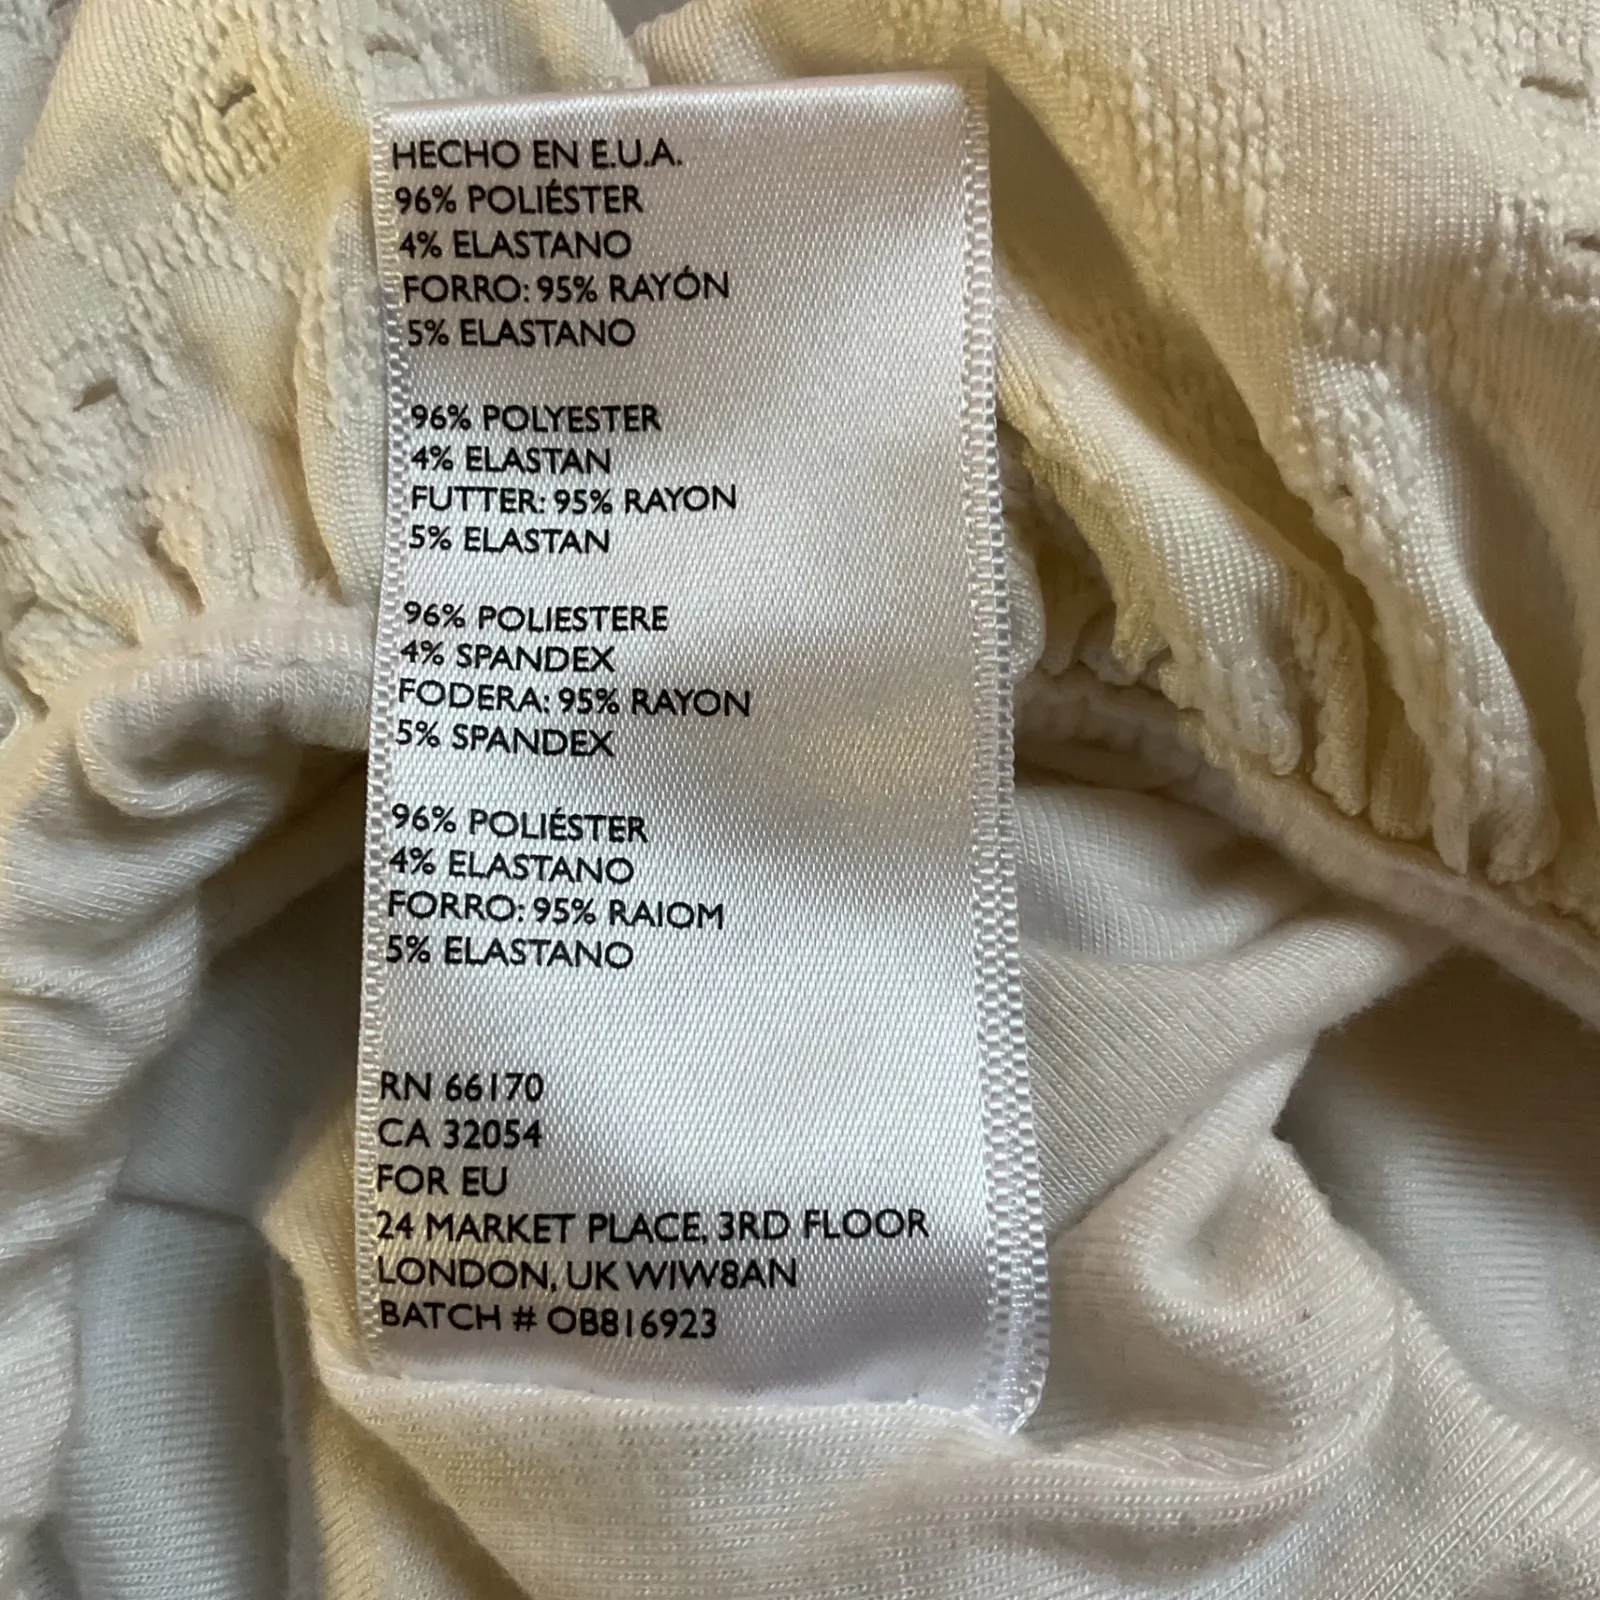 HECHO EN E.U.A.
96% POLIÉSTER
4% ELASTANO
FORRO: 95% RAYÓN
5% ELASTANO
96% POLYESTER
4% ELASTAN
FUTTER: 95% RAYON
5% ELASTAN
96% POLIESTERE
4% SPANDEX
FODERA: 95% RAYON
5% SPANDEX
96% POLIÉSTER
4% ELASTANO
FORRO: 95% RAIOM
5% ELASTANO
RN 66170
CA 32054
FOR EU
24 MARKET PLACE, 3RD FLOOR
LONDON, UK W1W8AN
BATCH # OB816923